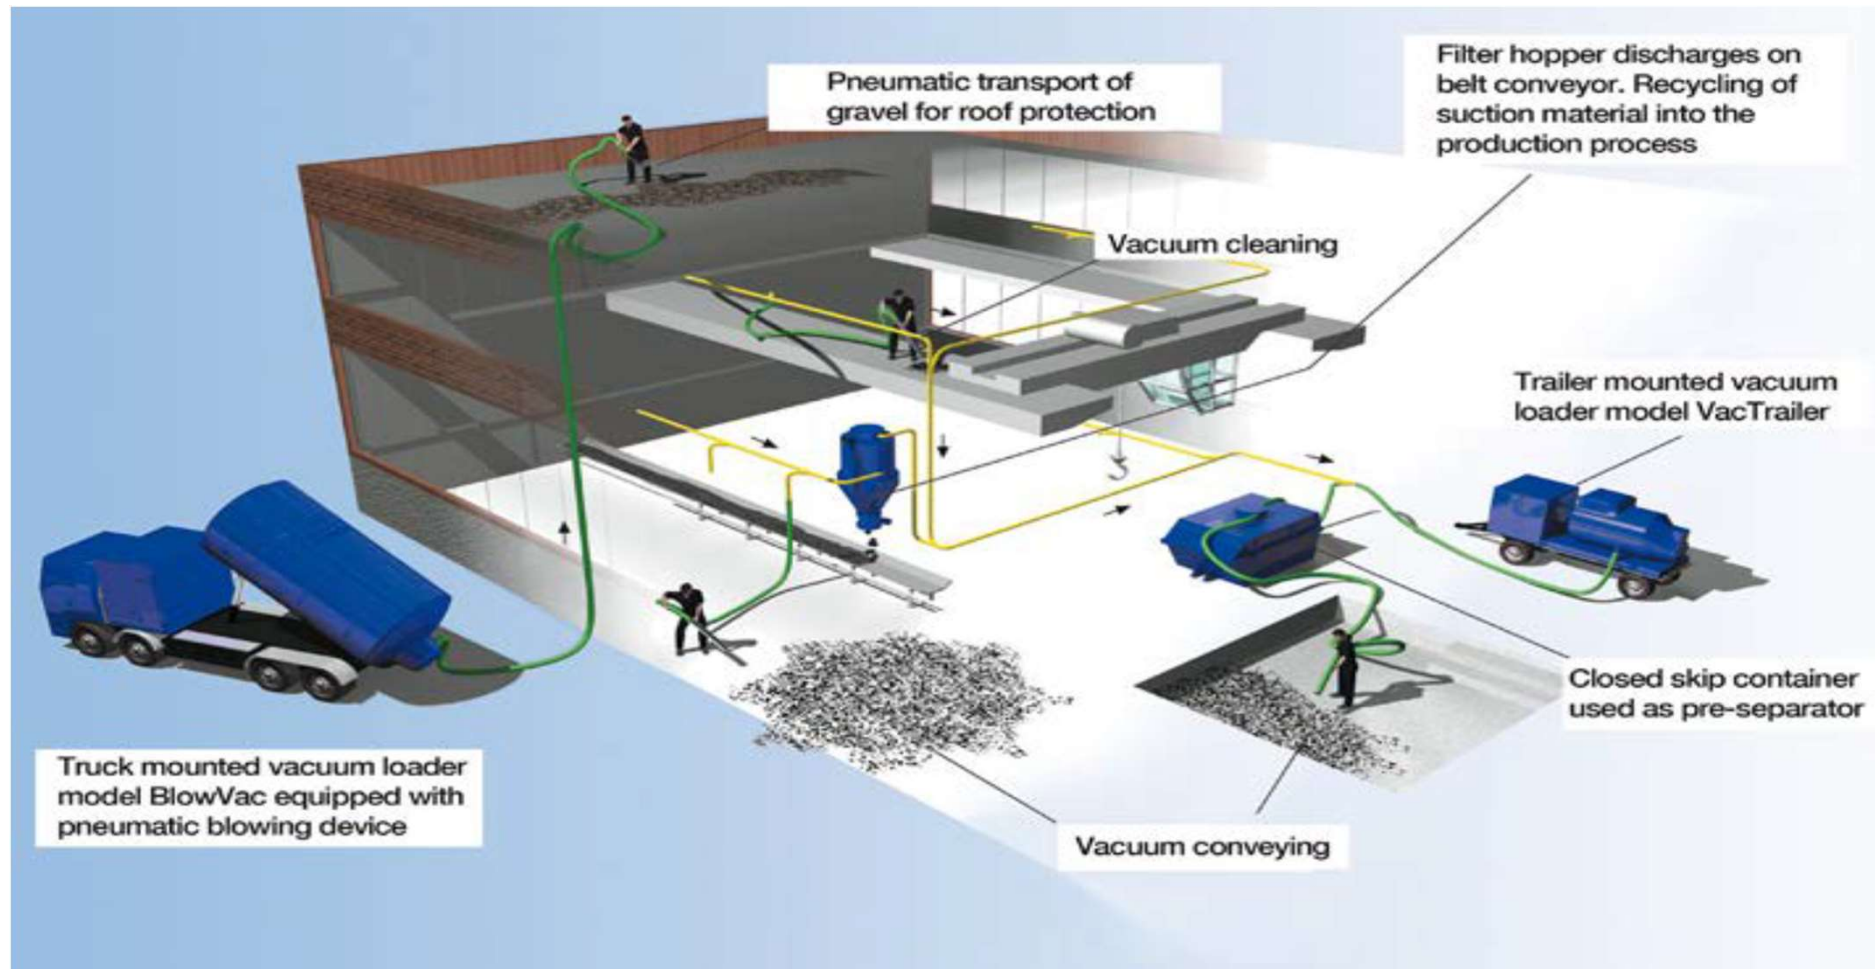 Pneumatic transport of
gravel for roof protection
Filter hopper discharges on
belt conveyor. Recycling of
suction material into the
production process
Vacuum cleaning
Trailer mounted vacuum
loader model VacTrailer
Closed skip container
used as pre-separator
Truck mounted vacuum loader
model BlowVac equipped with
pneumatic blowing device
Vacuum conveying